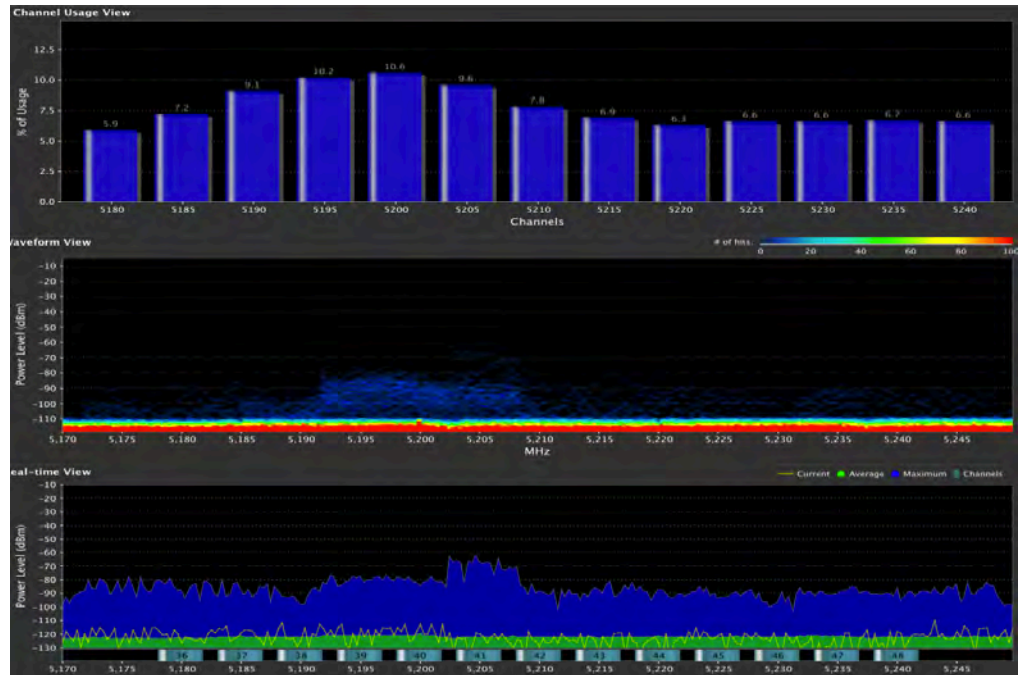 Channel Usage View
12.5
10.0
7.5
5.0
2.5
0.0
% of Usage
5.9
7.2
9.1
10.2
10.6
9.6
7.8
6.9
6.3
6.6
6.6
6.7
6.6
5180 5185 5190 5195 5200 5205 5210 5215 5220 5225 5230 5235 5240
Channels
Waveform View
# of hits:
0 20 40 60 80 100
-10
-20
-30
-40
-50
-60
-70
-80
-90
-100
-110
Power Level (dBm)
5,170 5,175 5,180 5,185 5,190 5,195 5,200 5,205 5,210 5,215 5,220 5,225 5,230 5,235 5,240 5,245
MHz
eal-time View
Current Average Maximum Channels
-10
-20
-30
-40
-50
-60
-70
-80
-90
-100
-110
-120
-130
Power Level (dBm)
36 37 38 39 40 41 42 43 44 45 46 47 48
5,170 5,175 5,180 5,185 5,190 5,195 5,200 5,205 5,210 5,215 5,220 5,225 5,230 5,235 5,240 5,245